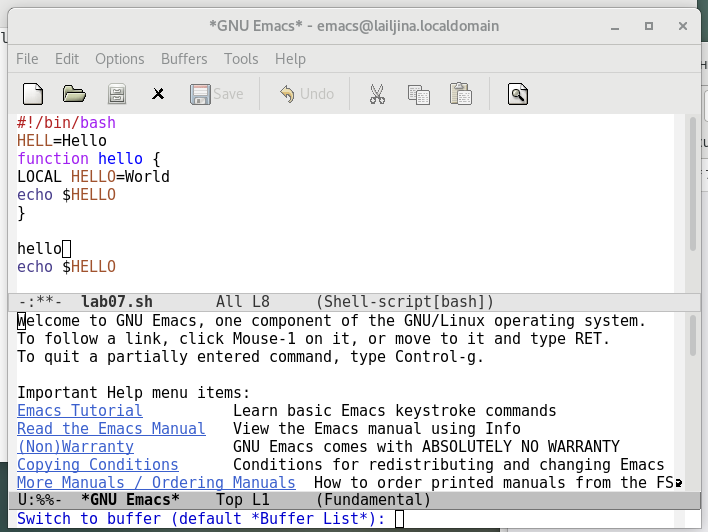 *GNU Emacs* - emacs@lailjina.localdomain
File Edit Options Buffers Tools Help
Save Undo
#!/bin/bash
HELL=Hello
function hello {
LOCAL HELLO=World
echo $HELLO
}
hello
echo $HELLO
-:**- lab07.sh All L8 (Shell-script[bash])
Welcome to GNU Emacs, one component of the GNU/Linux operating system.
To follow a link, click Mouse-1 on it, or move to it and type RET.
To quit a partially entered command, type Control-g.
Important Help menu items:
Emacs Tutorial Learn basic Emacs keystroke commands
Read the Emacs Manual View the Emacs manual using Info
(Non)Warranty GNU Emacs comes with ABSOLUTELY NO WARRANTY
Copying Conditions Conditions for redistributing and changing Emacs
More Manuals / Ordering Manuals How to order printed manuals from the FS
U:%%- *GNU Emacs* Top L1 (Fundamental)
Switch to buffer (default *Buffer List*):